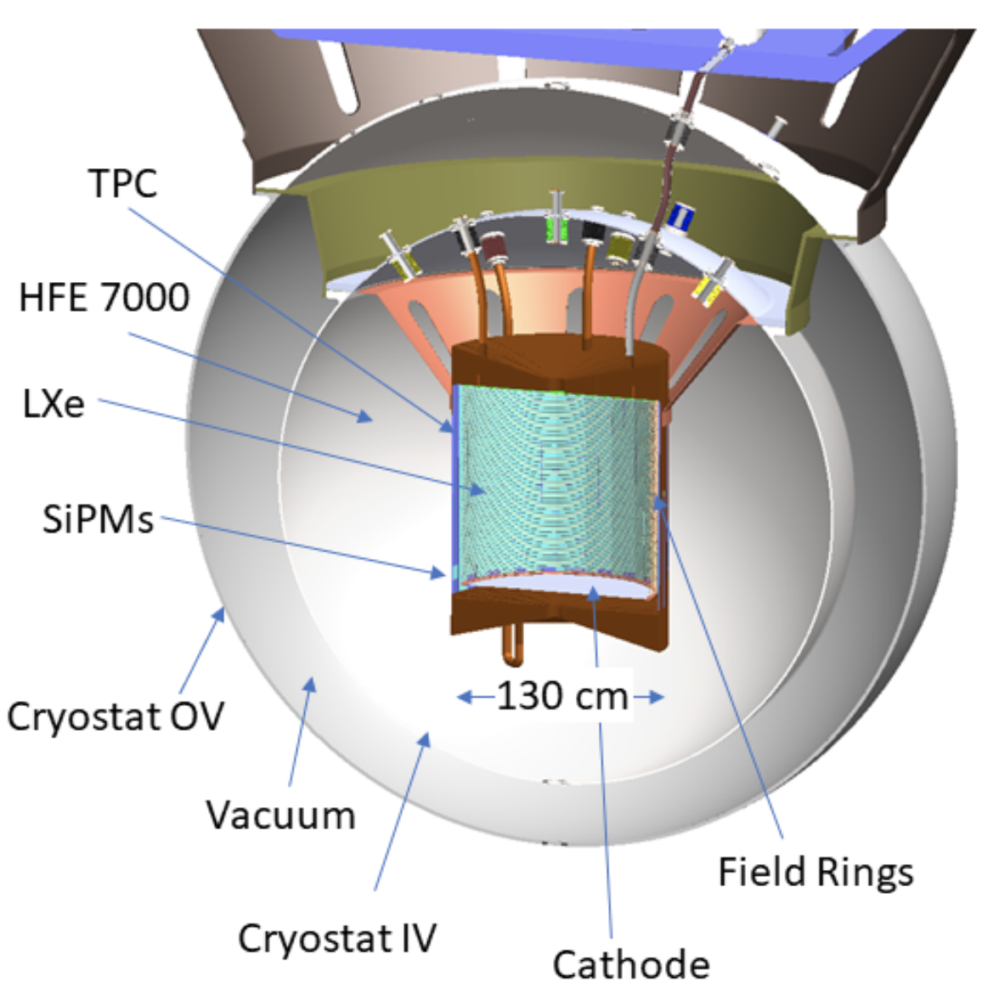 TPC
HFE 7000
LXe
SiPMs
130 cm
Cryostat OV
Vacuum
Field Rings
Cryostat IV
Cathode